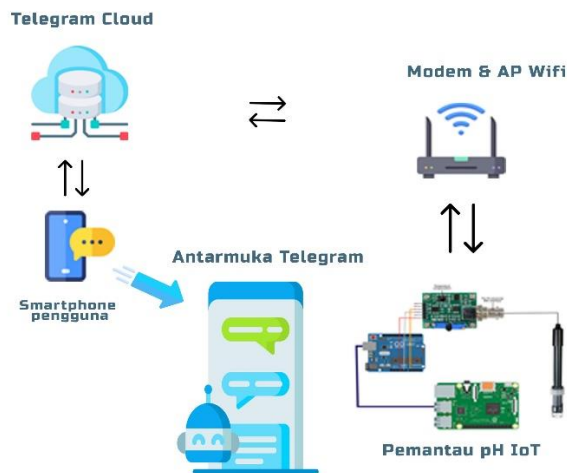 Telegram Cloud
Modem & AP Wifi
Antarmuka Telegram
Smartphone
pengguna
Pemantau pH IoT